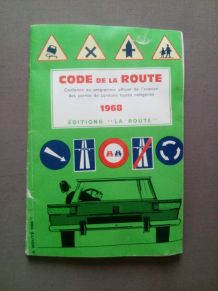 CODE DE LA ROUTE
Conforme au programme officiel de l'examen
des permis de conduire toutes catégories
1968
ÉDITIONS "LA ROUTE"